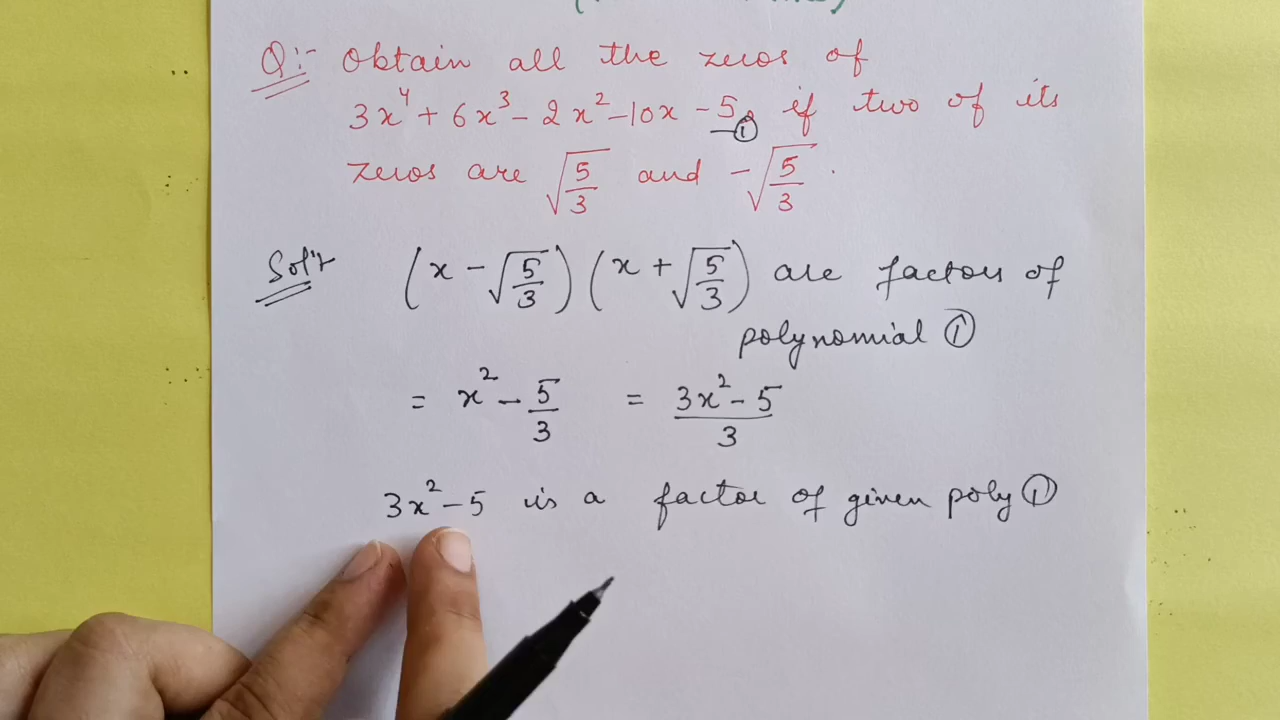 Q:- Obtain all the zeros of
3x⁴ + 6x³ - 2x² - 10x - 5, if two of its
—①
zeros are √(5/3) and -√(5/3).
Solⁿ (x - √(5/3)) (x + √(5/3)) are factors of
polynomial ①
= x² - 5/3 = (3x² - 5)/3
3x² - 5 is a factor of given poly ①